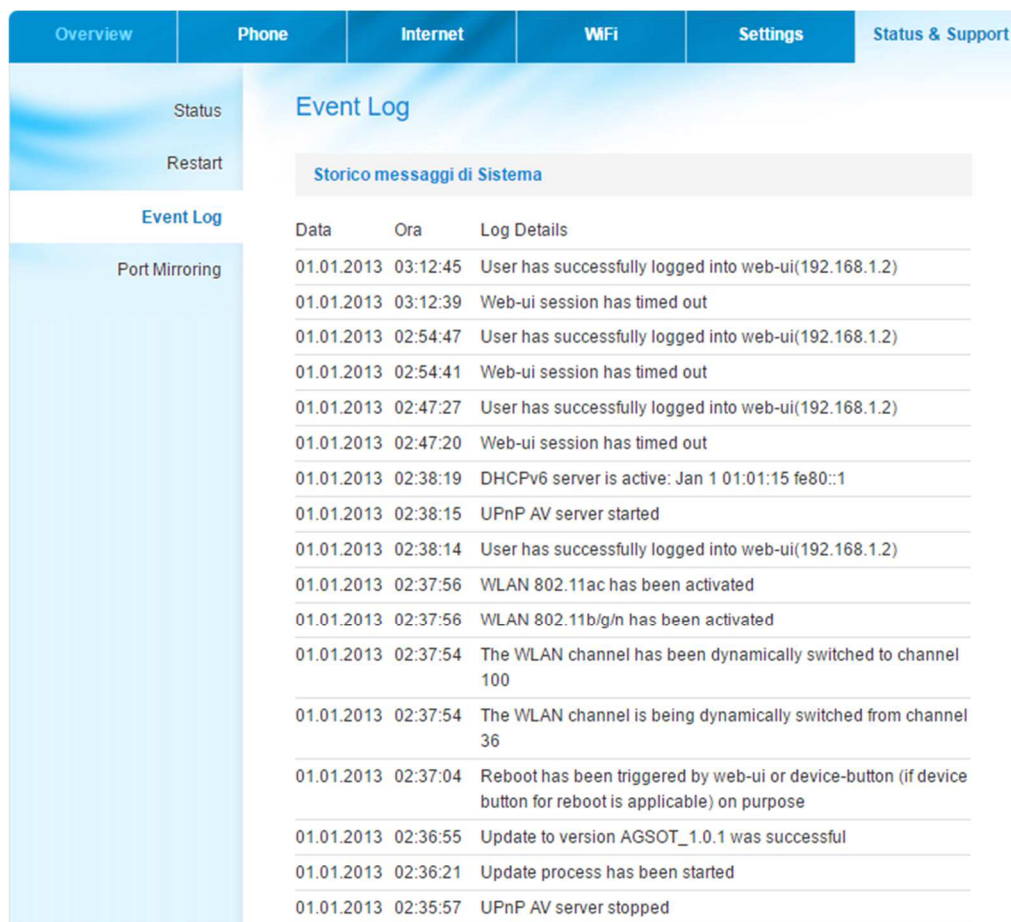 Overview Phone Internet WiFi Settings Status & Support
Status
Restart
Event Log
Port Mirroring
Event Log
Storico messaggi di Sistema
Data Ora Log Details
01.01.2013 03:12:45 User has successfully logged into web-ui(192.168.1.2)
01.01.2013 03:12:39 Web-ui session has timed out
01.01.2013 02:54:47 User has successfully logged into web-ui(192.168.1.2)
01.01.2013 02:54:41 Web-ui session has timed out
01.01.2013 02:47:27 User has successfully logged into web-ui(192.168.1.2)
01.01.2013 02:47:20 Web-ui session has timed out
01.01.2013 02:38:19 DHCPv6 server is active: Jan 1 01:01:15 fe80::1
01.01.2013 02:38:15 UPnP AV server started
01.01.2013 02:38:14 User has successfully logged into web-ui(192.168.1.2)
01.01.2013 02:37:56 WLAN 802.11ac has been activated
01.01.2013 02:37:56 WLAN 802.11b/g/n has been activated
01.01.2013 02:37:54 The WLAN channel has been dynamically switched to channel
100
01.01.2013 02:37:54 The WLAN channel is being dynamically switched from channel
36
01.01.2013 02:37:04 Reboot has been triggered by web-ui or device-button (if device
button for reboot is applicable) on purpose
01.01.2013 02:36:55 Update to version AGSOT_1.0.1 was successful
01.01.2013 02:36:21 Update process has been started
01.01.2013 02:35:57 UPnP AV server stopped